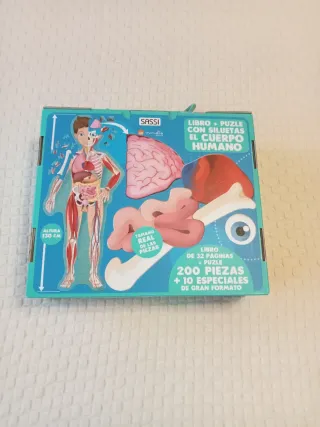 SASSI
LIBRO + PUZLE
CON SILUETAS
EL CUERPO
HUMANO
ALTURA
130 CM
TAMAÑO
REAL
DE LAS
PIEZAS
LIBRO
DE 32 PÁGINAS
+ PUZLE
200 PIEZAS
+ 10 ESPECIALES
DE GRAN FORMATO